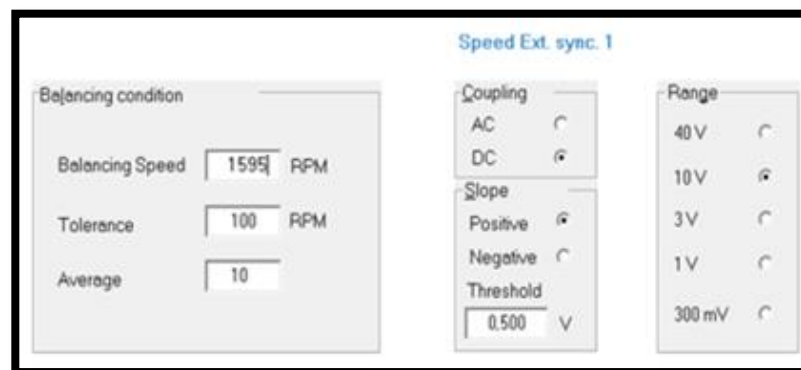 Speed Ext. sync. 1
Balancing condition
Balancing Speed 1595 RPM
Tolerance 100 RPM
Average 10
Coupling
AC
DC
Slope
Positive
Negative
Threshold
0.500 V
Range
40 V
10 V
3 V
1 V
300 mV